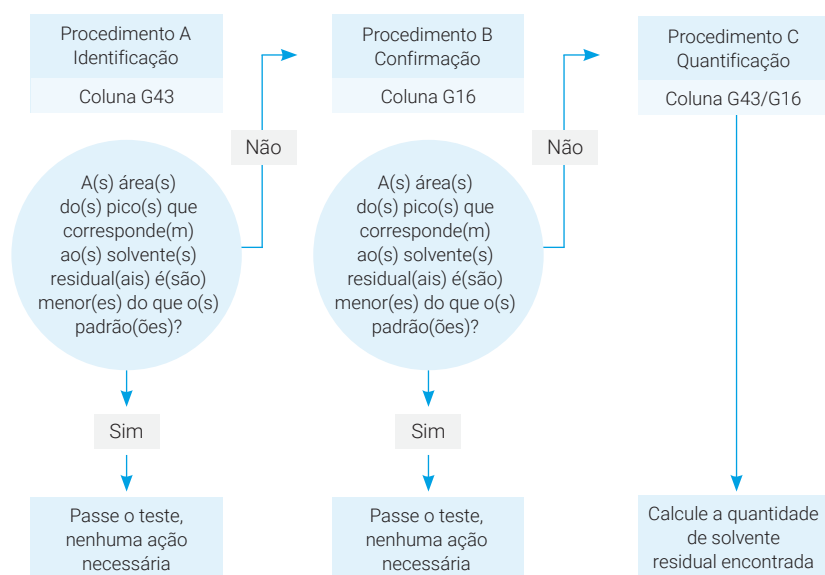 Procedimento A
Identificação
Coluna G43
A(s) área(s)
do(s) pico(s) que
corresponde(m)
ao(s) solvente(s)
residual(ais) é(são)
menor(es) do que o(s)
padrão(ões)?
Não
Sim
Passe o teste,
nenhuma ação
necessária
Procedimento B
Confirmação
Coluna G16
A(s) área(s)
do(s) pico(s) que
corresponde(m)
ao(s) solvente(s)
residual(ais) é(são)
menor(es) do que o(s)
padrão(ões)?
Não
Sim
Passe o teste,
nenhuma ação
necessária
Procedimento C
Quantificação
Coluna G43/G16
Calcule a quantidade
de solvente
residual encontrada